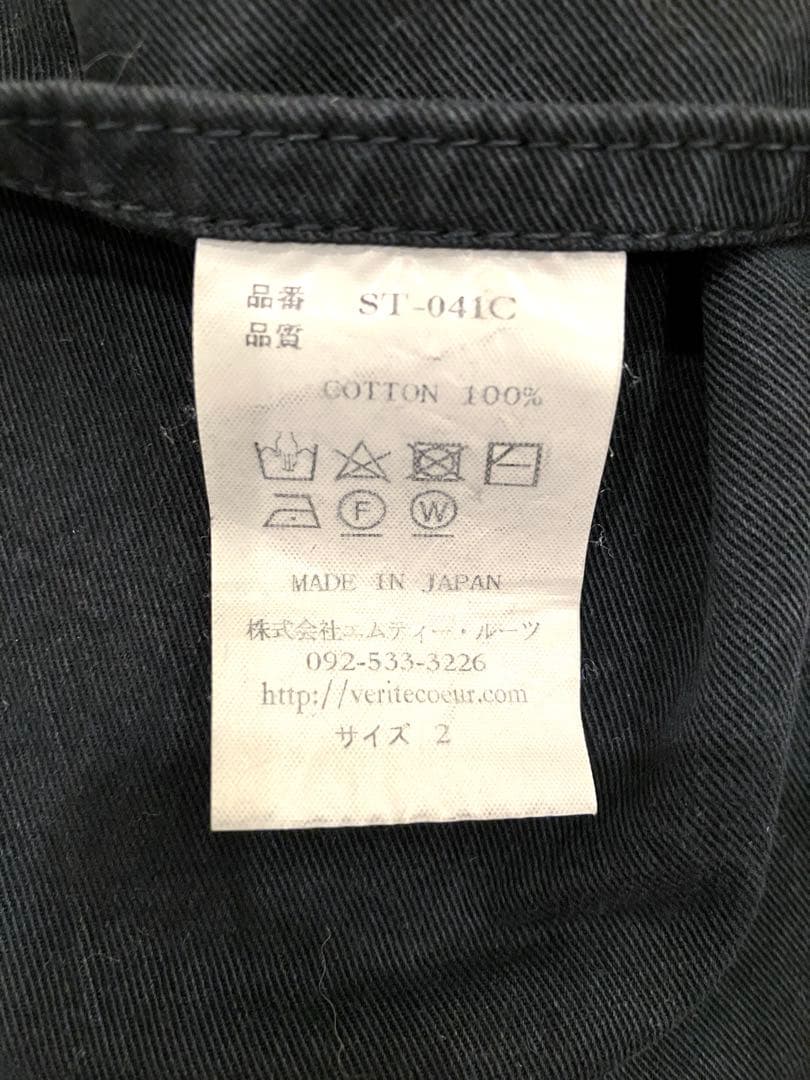 品番 ST-041C
品質
COTTON 100%
F W
MADE IN JAPAN
株式会社エムティー・ルーツ
092-533-3226
http://veritecoeur.com
サイズ 2